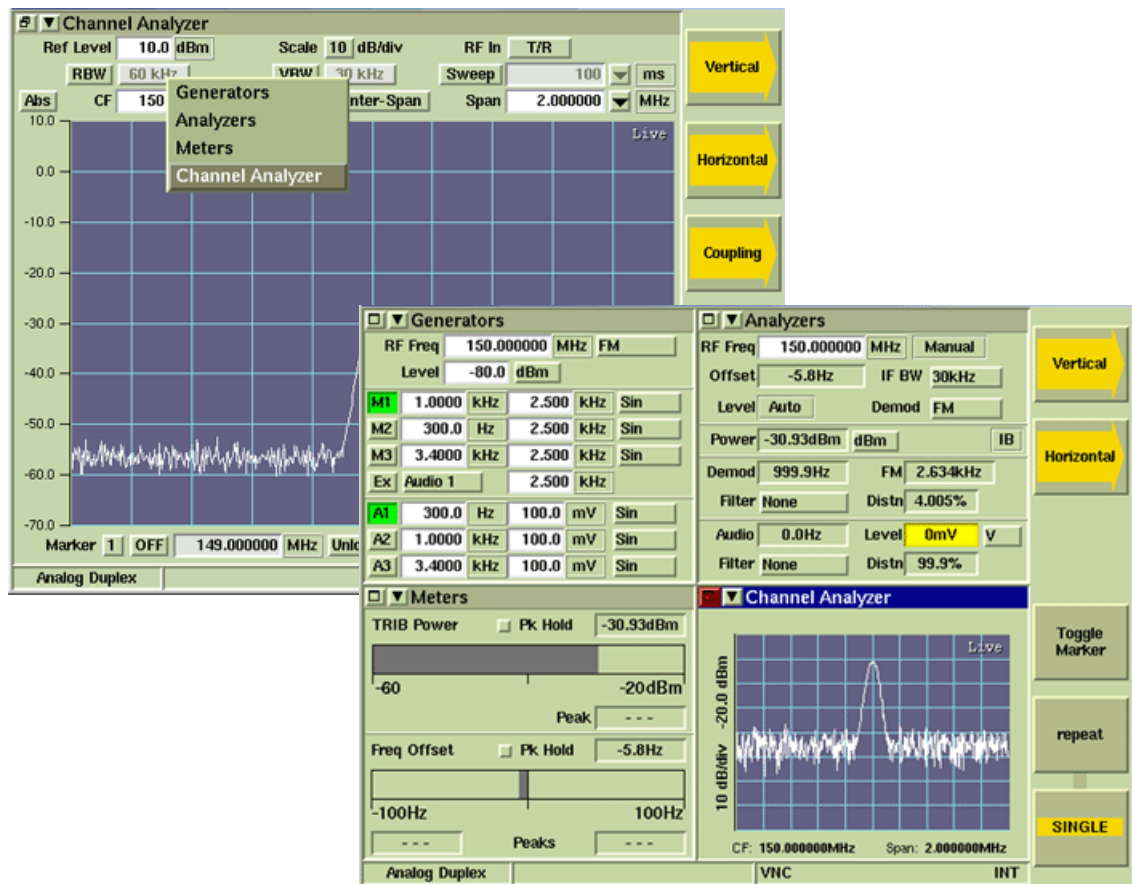 Channel Analyzer
Ref Level 10.0 dBm Scale 10 dB/div RF In T/R
RBW 60 kHz VBW 30 kHz Sweep 100 ms
Abs CF 150 nter-Span Span 2.000000 MHz
Generators
Analyzers
Meters
Channel Analyzer
Live
10.0
0.0
-10.0
-20.0
-30.0
-40.0
-50.0
-60.0
-70.0
Marker 1 OFF 149.000000 MHz
Analog Duplex
Vertical
Horizontal
Coupling
Generators
RF Freq 150.000000 MHz FM
Level -80.0 dBm
M1 1.0000 kHz 2.500 kHz Sin
M2 300.0 Hz 2.500 kHz Sin
M3 3.4000 kHz 2.500 kHz Sin
Ex Audio 1 2.500 kHz
A1 300.0 Hz 100.0 mV Sin
A2 1.0000 kHz 100.0 mV Sin
A3 3.4000 kHz 100.0 mV Sin
Analyzers
RF Freq 150.000000 MHz Manual
Offset -5.8Hz IF BW 30kHz
Level Auto Demod FM
Power -30.93dBm dBm IB
Demod 999.9Hz FM 2.634kHz
Filter None Distn 4.005%
Audio 0.0Hz Level 0mV V
Filter None Distn 99.9%
Meters
TRIB Power Pk Hold -30.93dBm
-60 -20dBm
Peak - - -
Freq Offset Pk Hold -5.8Hz
-100Hz 100Hz
- - - Peaks - - -
Channel Analyzer
Live
10 dB/div -20.0 dBm
CF: 150.000000MHz Span: 2.000000MHz
Analog Duplex VNC INT
Vertical
Horizontal
Toggle
Marker
repeat
SINGLE